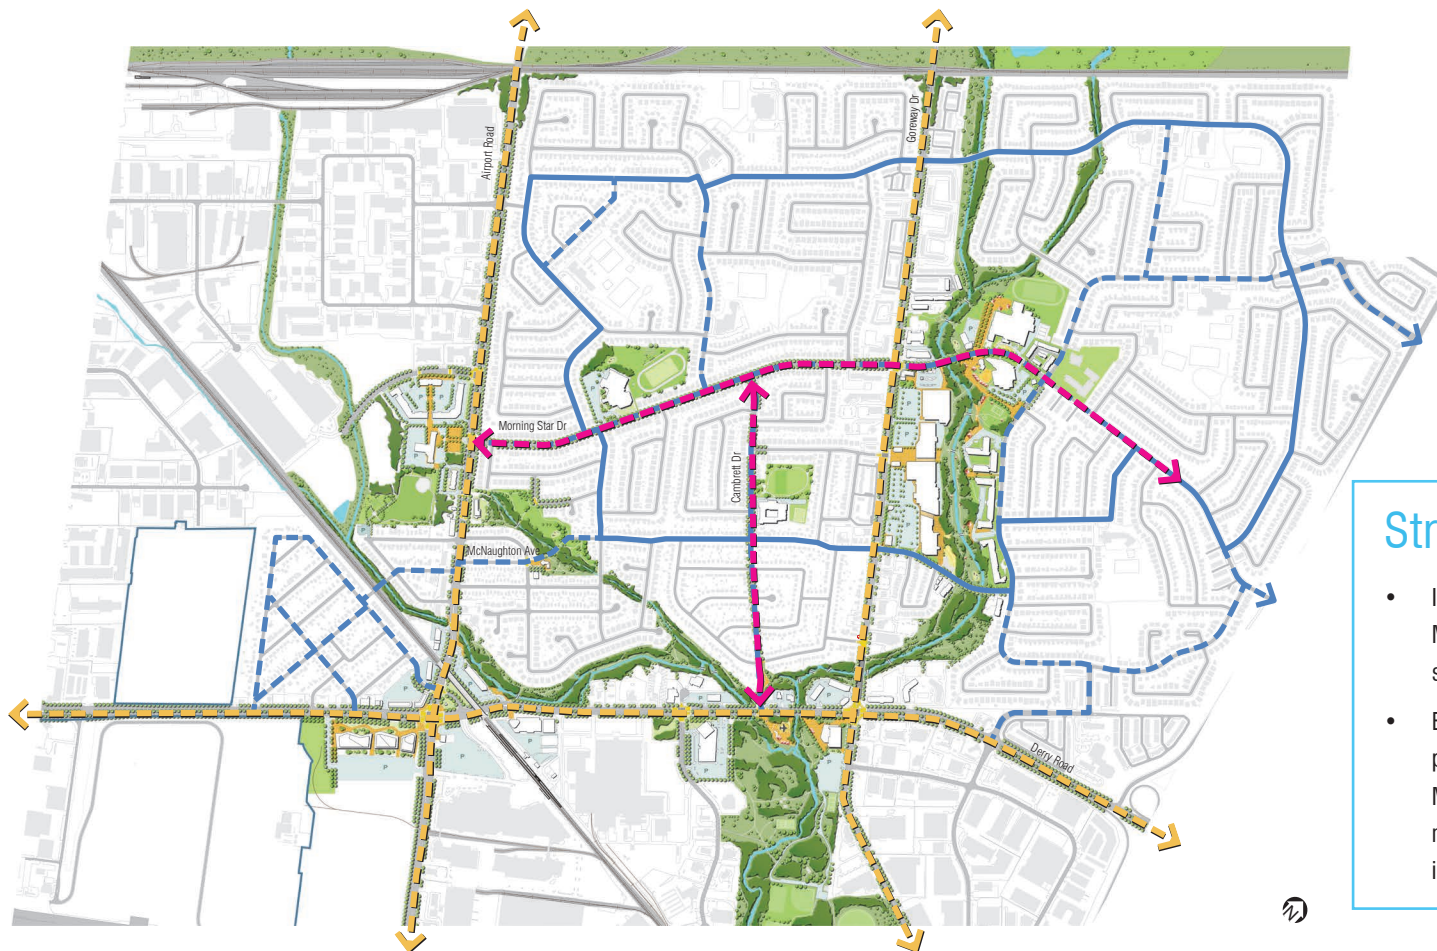 Goreway Dr
Airport Road
Morning Star Dr
Cambrett Dr
McNaughton Ave
Derry Road
Str
•
•
P
P
P
P
P
P
P
P
N